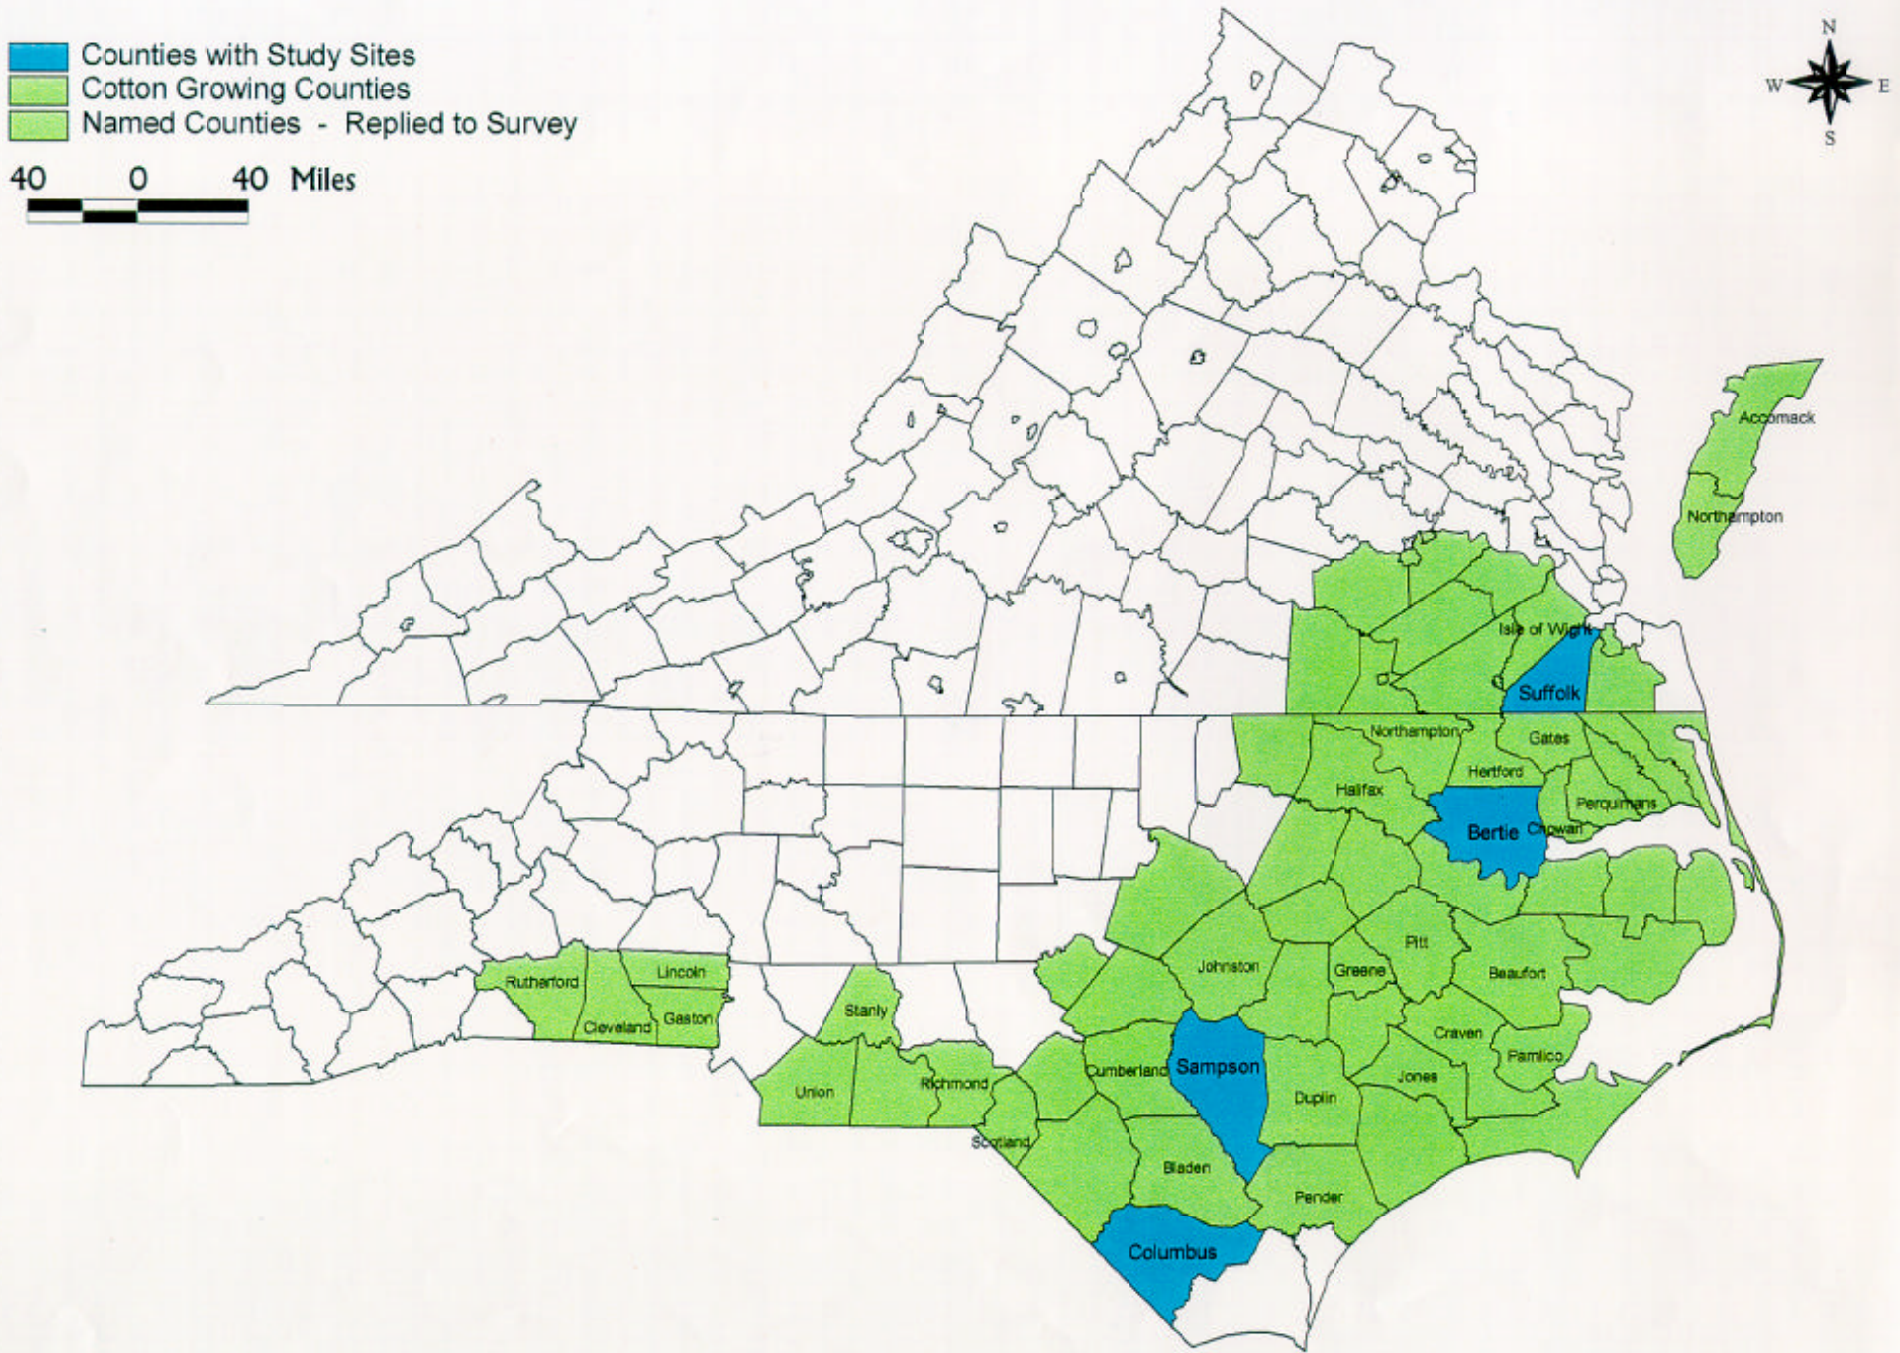 N
W E
S
Counties with Study Sites
Cotton Growing Counties
Named Counties - Replied to Survey
40 0 40 Miles
Accomack
Northampton
Isle of Wight
Suffolk
Northampton
Gates
Hertford
Halifax
Perquimans
Bertie
Chowan
Pitt
Johnston
Greene
Beaufort
Rutherford
Lincoln
Cleveland
Gaston
Stanly
Craven
Pamlico
Sampson
Cumberland
Jones
Union
Richmond
Duplin
Scotland
Bladen
Pender
Columbus